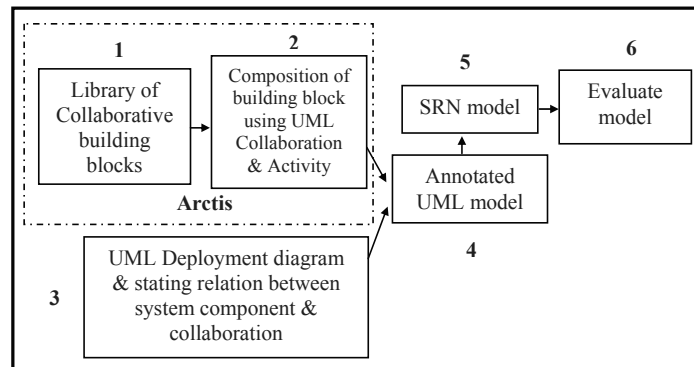 1
Library of
Collaborative
building
blocks
2
Composition of
building block
using UML
Collaboration
& Activity
Arctis
3
UML Deployment diagram
& stating relation between
system component &
collaboration
4
Annotated
UML model
5
SRN model
6
Evaluate
model